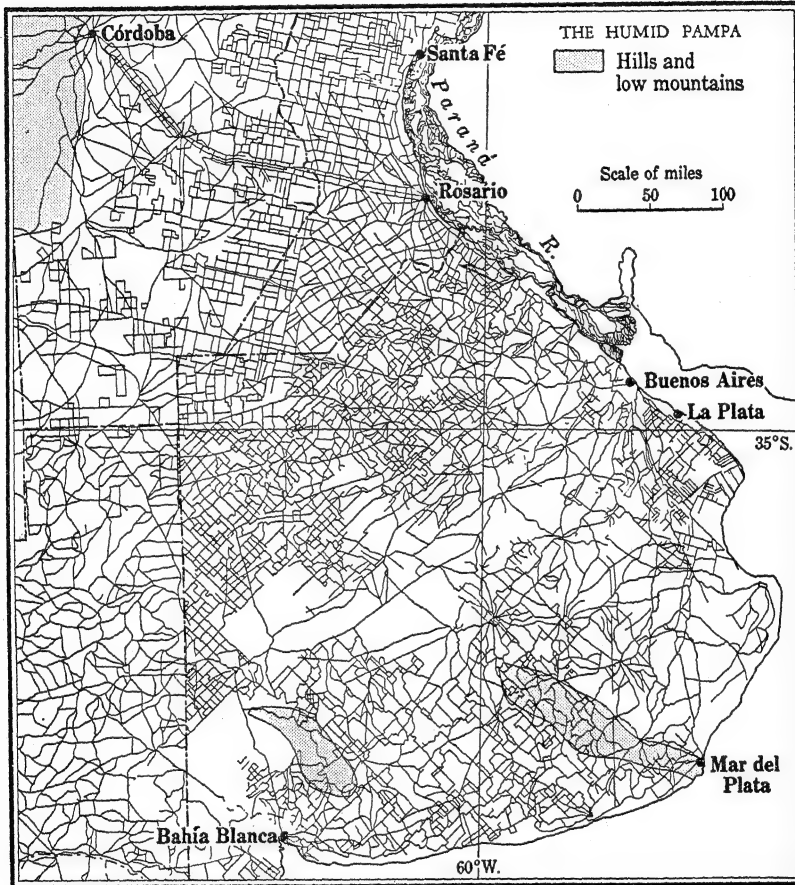 Córdoba
Santa Fé
THE HUMID PAMPA
Hills and
low mountains
Paraná R.
Scale of miles
0 50 100
Rosario
Buenos Aires
La Plata
35°S.
Mar del
Plata
Bahía Blanca
60°W.